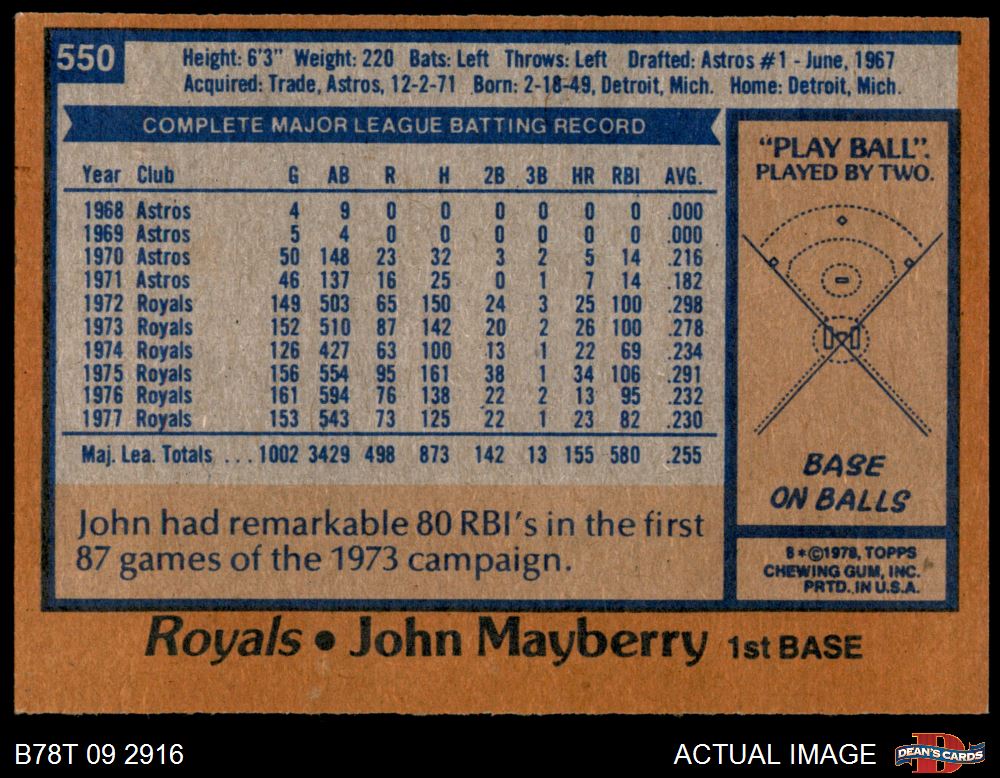 550
Height: 6'3" Weight: 220 Bats: Left Throws: Left Drafted: Astros #1 - June, 1967
Acquired: Trade, Astros, 12-2-71 Born: 2-18-49, Detroit, Mich. Home: Detroit, Mich.
COMPLETE MAJOR LEAGUE BATTING RECORD
Year Club G AB R H 2B 3B HR RBI AVG.
1968 Astros 4 9 0 0 0 0 0 0 .000
1969 Astros 5 4 0 0 0 0 0 0 .000
1970 Astros 50 148 23 32 3 2 5 14 .216
1971 Astros 46 137 16 25 0 1 7 14 .182
1972 Royals 149 503 65 150 24 3 25 100 .298
1973 Royals 152 510 87 142 20 2 26 100 .278
1974 Royals 126 427 63 100 13 1 22 69 .234
1975 Royals 156 554 95 161 38 1 34 106 .291
1976 Royals 161 594 76 138 22 2 13 95 .232
1977 Royals 153 543 73 125 22 1 23 82 .230
Maj. Lea. Totals ... 1002 3429 498 873 142 13 155 580 .255
John had remarkable 80 RBI's in the first
87 games of the 1973 campaign.
"PLAY BALL".
PLAYED BY TWO.
BASE
ON BALLS
8*©1978, TOPPS
CHEWING GUM, INC.
PRTD. IN U.S.A.
Royals • John Mayberry 1st BASE
B78T 09 2916
ACTUAL IMAGE
D
DEAN'S CARDS